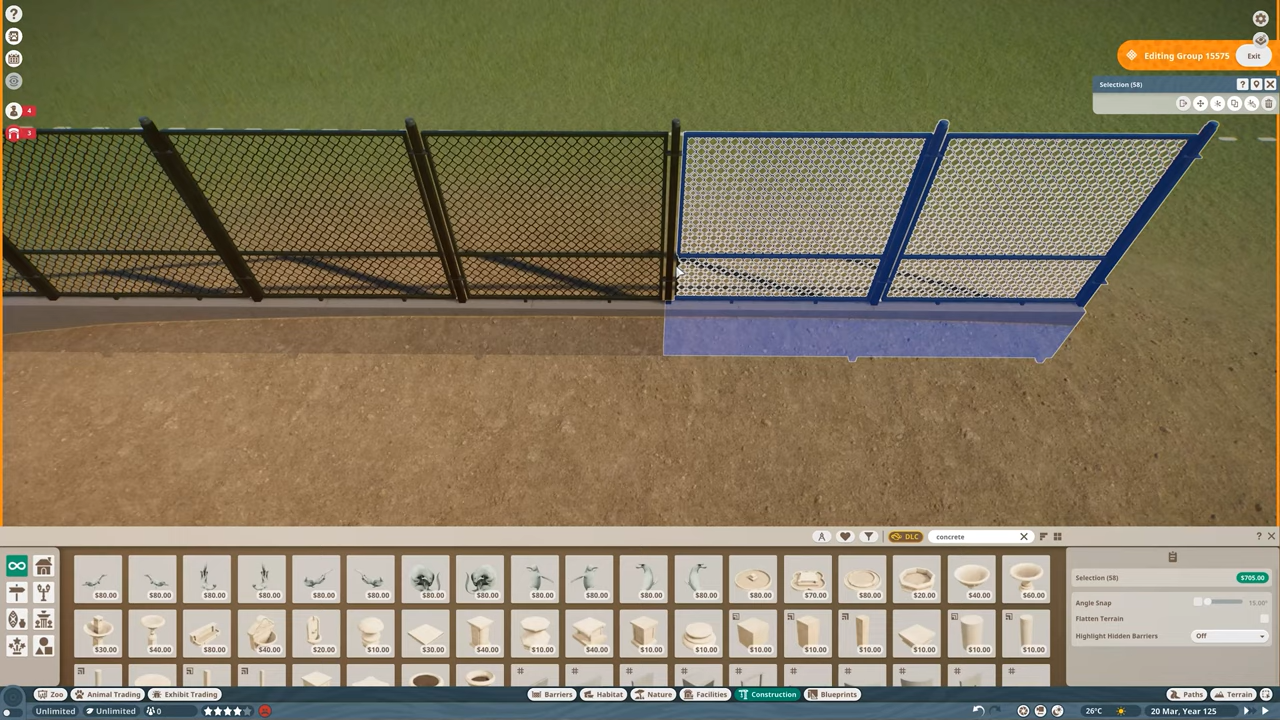 Editing Group 15575
Exit
Selection (58)
4
3
DLC
concrete
$80.00 $80.00 $80.00 $80.00 $80.00 $80.00 $80.00 $80.00 $80.00 $80.00 $80.00 $80.00 $80.00 $70.00 $80.00 $20.00 $40.00 $60.00
$30.00 $40.00 $80.00 $40.00 $20.00 $10.00 $30.00 $10.00 $10.00 $40.00 $10.00 $10.00 $10.00 $10.00 $10.00 $10.00 $10.00
Selection (58) $705.00
Angle Snap 15.00°
Flatten Terrain
Highlight Hidden Barriers Off
Zoo Animal Trading Exhibit Trading Barriers Habitat Nature Facilities Construction Blueprints Paths Terrain
Unlimited Unlimited 0 26°C 20 Mar, Year 125